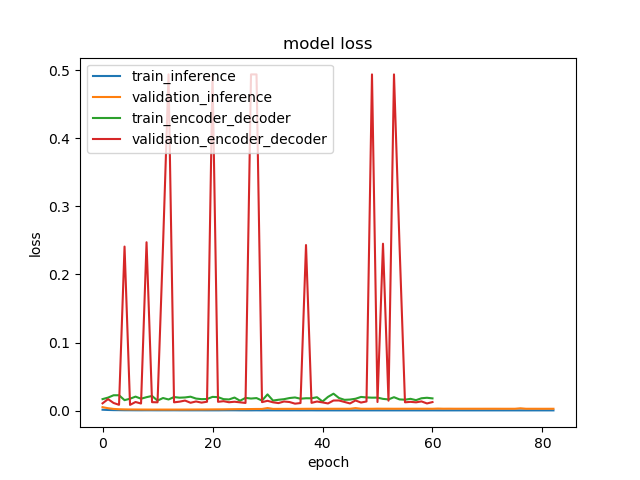 model loss
train_inference
validation_inference
train_encoder_decoder
validation_encoder_decoder
loss
0.5
0.4
0.3
0.2
0.1
0.0
0 20 40 60 80
epoch